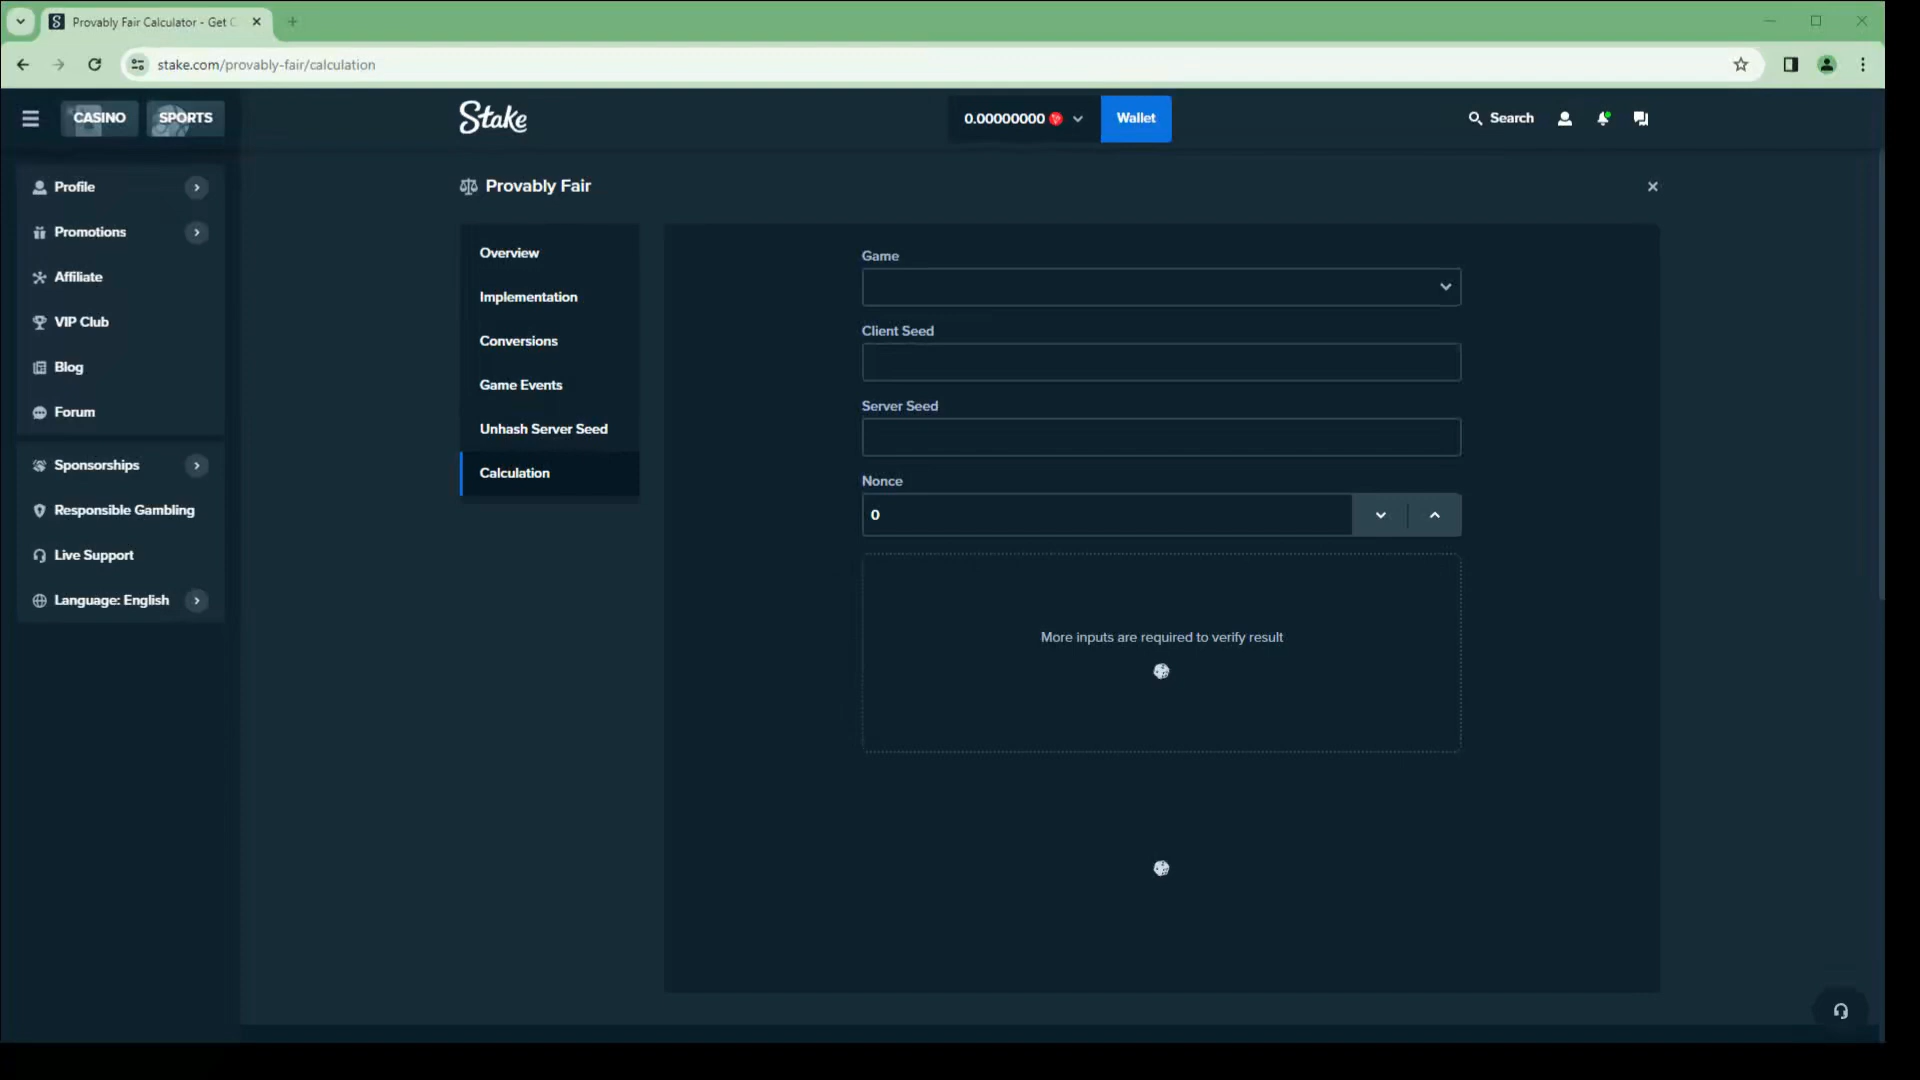 Provably Fair Calculator - Get C
stake.com/provably-fair/calculation
CASINO
SPORTS
Stake
0.00000000
Wallet
Search
Profile
Promotions
Affiliate
VIP Club
Blog
Forum
Sponsorships
Responsible Gambling
Live Support
Language: English
Provably Fair
Overview
Implementation
Conversions
Game Events
Unhash Server Seed
Calculation
Game
Client Seed
Server Seed
Nonce
0
More inputs are required to verify result